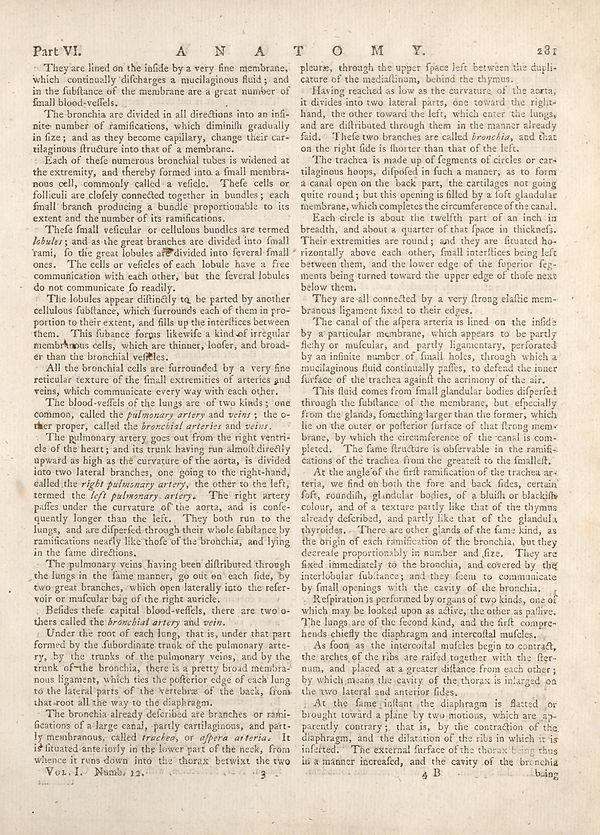 Part VI. A N A T O M Y. 281
They are lined on the inſide by a very fine membrane,
which continually diſcharges a mucilaginous fluid; and
in the ſubſtance of the membrane are a great number of
ſmall blood-veſſels.
The bronchia are divided in all directions into an infi-
nite number of ramifications, which diminiſh gradually
in ſize; and as they become capillary, change their car-
tilaginous ſtructure into that of a membrane.
Each of theſe numerous bronchial tubes is widened at
the extremity, and thereby formed into a ſmall membra-
nous cell, commonly called a veſicle. Theſe cells or
folliculi are cloſely connected together in bundles; each
ſmall branch producing a bundle proportionable to its
extent and the number of its ramifications.
Theſe ſmall veſicular or cellulous bundles are termed
lobules; and as the great branches are divided into ſmall
rami, ſo the great lobules are divided into ſeveral ſmall
ones. The cells or veſicles of each lobule have a free
communication with each other, but the ſeveral lobules
do not communicate ſo readily.
The lobules appear diſtinctly to be parted by another
cellulous ſubſtance, which ſurrounds each of them in pro-
portion to their extent, and fills up the interſtices between
them. This ſubance forms likewiſe a kind of irregular
membranous cells, which are thinner, looſer, and broad-
er than the bronchial veſicles.
All the bronchial cells are ſurrounded by a very fine
reticular texture of the ſmall extremities of arteries and
veins, which communicate every way with each other.
The blood-veſſels of the lungs are of two kinds; one
common, called the pulmonary artery and veins; the o-
ther proper, called the bronchial arteries and veins.
The pulmonary artery goes out from the right ventri-
cle of the heart; and its trunk having run almoſt directly
upward as high as the curvature of the aorta, is divided
into two lateral branches, one going to the right-hand,
called the right pulmonary artery, the other to the left,
termed the left pulmonary artery. The right artery
paſſes under the curvature of the aorta, and is conſe-
quently longer than the left. They both run to the
lungs, and are diſperſed through their whole ſubſtance by
ramifications nearly like thoſe of the bronchia, and lying
in the ſame directions.
The pulmonary veins having been diſtributed through
the lungs in the ſame manner, go out on each ſide, by
two great branches, which open laterally into the reſer-
voir or muſcular bag of the right auricle.
Beſides theſe capital blood-veſſels, there are two o-
thers called the bronchial artery and vein.
Under the root of each lung, that is, under that part
formed by the ſubordinate trunk of the pulmonary arte-
ry, by the trunks of the pulmonary veins, and by the
trunk of the bronchia, there is a pretty broad membra-
nous ligament, which ties the poſterior edge of each lung
to the lateral parts of the vertebræ of the back, from
that root all the way to the diaphragm.
The bronchia already deſcribed are branches or rami-
fications of a large canal, partly cartilaginous, and part-
ly membranous, called trachea, or aſpera arteria. It
is ſituated anteriorly in the lower part of the neck, from
whence it runs down into the thorax betwixt the two
Vol. I. Numb. 12. 3
pleuræ, through the upper ſpace left between the dupli-
cature of the mediaſtinum, behind the thymus.
Having reached as low as the curvature of the aorta,
it divides into two lateral parts, one toward the right-
hand, the other toward the left, which enter the lungs,
and are diſtributed through them in the manner already
ſaid. Theſe two branches are called bronchia, and that
on the right ſide is ſhorter than that of the left.
The trachea is made up of ſegments of circles or car-
tilaginous hoops, diſpoſed in ſuch a manner, as to form
a canal open on the back part, the cartilages not going
quite round; but this opening is filled by a ſoft glandular
membrane, which completes the circumference of the canal.
Each circle is about the twelfth part of an inch in
breadth, and about a quarter of that ſpace in thickneſs.
Their extremities are round; and they are ſituated ho-
rizontally above each other, ſmall interſtices being left
between them, and the lower edge of the ſuperior ſeg-
ments being turned toward the upper edge of thoſe next
below them.
They are all connected by a very ſtrong elaſtic mem-
branous ligament fixed to their edges.
The canal of the aſpera arteria is lined on the inſide
by a particular membrane, which appears to be partly
fleſhy or muſcular, and partly ligamentary, perforated
by an infinite number of ſmall holes, through which a
mucilaginous fluid continually paſſes, to defend the inner
ſurface of the trachea againſt the acrimony of the air.
This fluid comes from ſmall glandular bodies diſperſed
through the ſubſtance of the membrane, but eſpecially
from the glands, ſomething larger than the former, which
lie on the outer or poſterior ſurface of that ſtrong mem-
brane, by which the circumference of the canal is com-
pleted. The ſame ſtructure is obſervable in the ramifi-
cations of the trachea from the greateſt to the ſmalleſt.
At the angle of the firſt ramification of the trachea ar-
teria, we find on both the fore and back ſides, certain
ſoft, roundiſh, glandular bodies, of a bluiſh or blackiſh
colour, and of a texture partly like that of the thymus
already deſcribed, and partly like that of the glandula
thyroides. There are other glands of the ſame kind, as
the origin of each ramification of the bronchia, but they
decreaſe proportionably in number and ſize. They are
fixed immediately to the bronchia, and covered by the
interlobular ſubſtance; and they ſeem to communicate
by ſmall openings with the cavity of the bronchia.
Reſpiration is performed by organs of two kinds, one of
which may be looked upon as active, the other as paſſive.
The lungs are of the ſecond kind, and the firſt compre-
hends chiefly the diaphragm and intercoſtal muſcles.
As ſoon as the intercoſtal muſcles begin to contract,
the arches of the ribs are raiſed together with the ſter-
num, and placed at a greater diſtance from each other;
by which means the cavity of the thorax is inlarged on
the two lateral and anterior ſides.
At the ſame inſtant the diaphragm is flatted or
brought toward a plane by two motions, which are ap-
parently contrary; that is, by the contraction of the
diaphragm, and the dilatation of the ribs in which it is
inſerted. The external ſurface of the thorax being thus
in a manner increaſed, and the cavity of the bronchia
4 B being